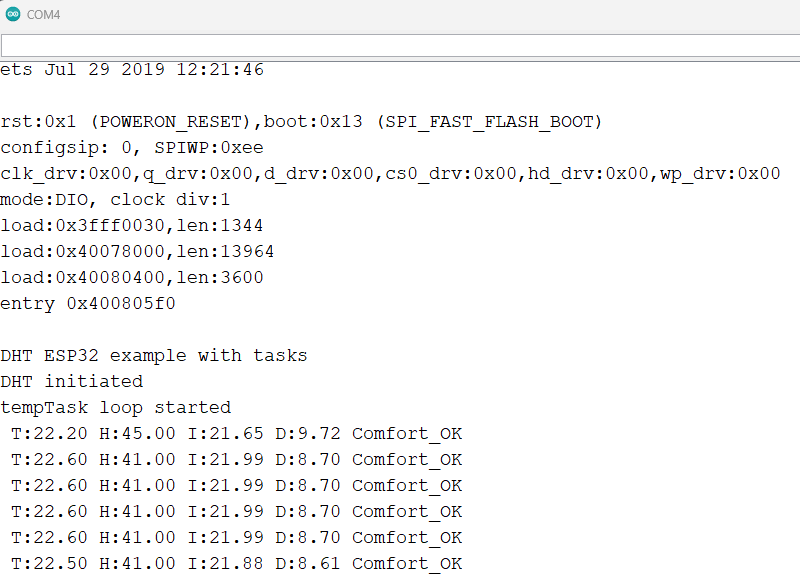 COM4
ets Jul 29 2019 12:21:46
rst:0x1 (POWERON_RESET),boot:0x13 (SPI_FAST_FLASH_BOOT)
configsip: 0, SPIWP:0xee
clk_drv:0x00,q_drv:0x00,d_drv:0x00,cs0_drv:0x00,hd_drv:0x00,wp_drv:0x00
mode:DIO, clock div:1
load:0x3fff0030,len:1344
load:0x40078000,len:13964
load:0x40080400,len:3600
entry 0x400805f0
DHT ESP32 example with tasks
DHT initiated
tempTask loop started
T:22.20 H:45.00 I:21.65 D:9.72 Comfort_OK
T:22.60 H:41.00 I:21.99 D:8.70 Comfort_OK
T:22.60 H:41.00 I:21.99 D:8.70 Comfort_OK
T:22.60 H:41.00 I:21.99 D:8.70 Comfort_OK
T:22.60 H:41.00 I:21.99 D:8.70 Comfort_OK
T:22.50 H:41.00 I:21.88 D:8.61 Comfort_OK